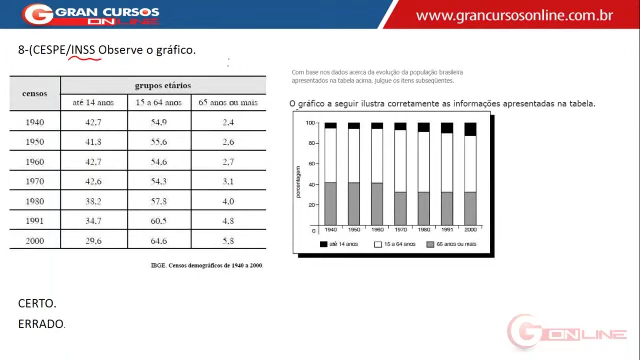 GRAN CURSOS
ONLINE
www.grancursosonline.com.br
8-(CESPE/INSS Observe o gráfico.
censos
grupos etários
até 14 anos 15 a 64 anos 65 anos ou mais
1940 42,7 54,9 2,4
1950 41,8 55,6 2,6
1960 42,7 54,6 2,7
1970 42,6 54,3 3,1
1980 38,2 57,8 4,0
1991 34,7 60,5 4,8
2000 29,6 64,6 5,8
IBGE. Censos demográficos de 1940 a 2000.
Com base nos dados acerca da evolução da população brasileira
apresentados na tabela acima, julgue os itens subseqüentes.
O gráfico a seguir ilustra corretamente as informações apresentadas na tabela.
porcentagem
100
80
60
40
20
0
1940 1950 1960 1970 1980 1991 2000
até 14 anos 15 a 64 anos 65 anos ou mais
CERTO.
ERRADO.
G ONLINE